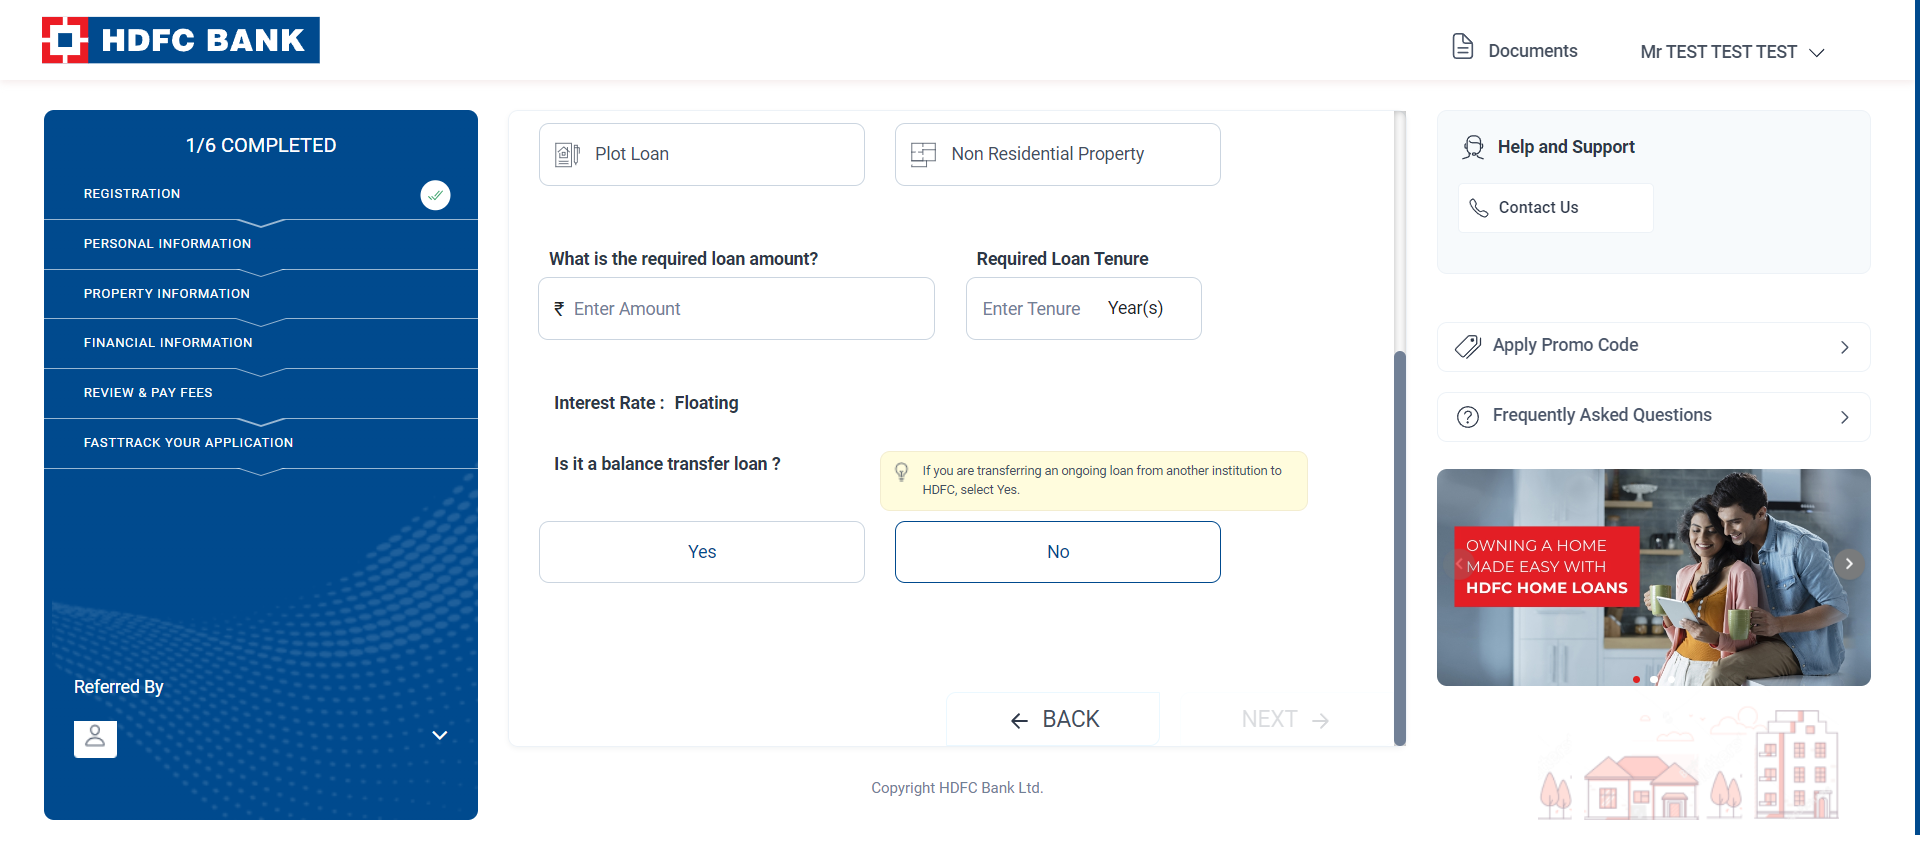 HDFC BANK
Documents
Mr TEST TEST TEST
1/6 COMPLETED
REGISTRATION
PERSONAL INFORMATION
PROPERTY INFORMATION
FINANCIAL INFORMATION
REVIEW & PAY FEES
FASTTRACK YOUR APPLICATION
Referred By
Plot Loan
Non Residential Property
What is the required loan amount?
₹ Enter Amount
Required Loan Tenure
Enter Tenure Year(s)
Interest Rate : Floating
Is it a balance transfer loan ?
If you are transferring an ongoing loan from another institution to
HDFC, select Yes.
Yes
No
BACK
NEXT
Copyright HDFC Bank Ltd.
Help and Support
Contact Us
Apply Promo Code
Frequently Asked Questions
OWNING A HOME
MADE EASY WITH
HDFC HOME LOANS